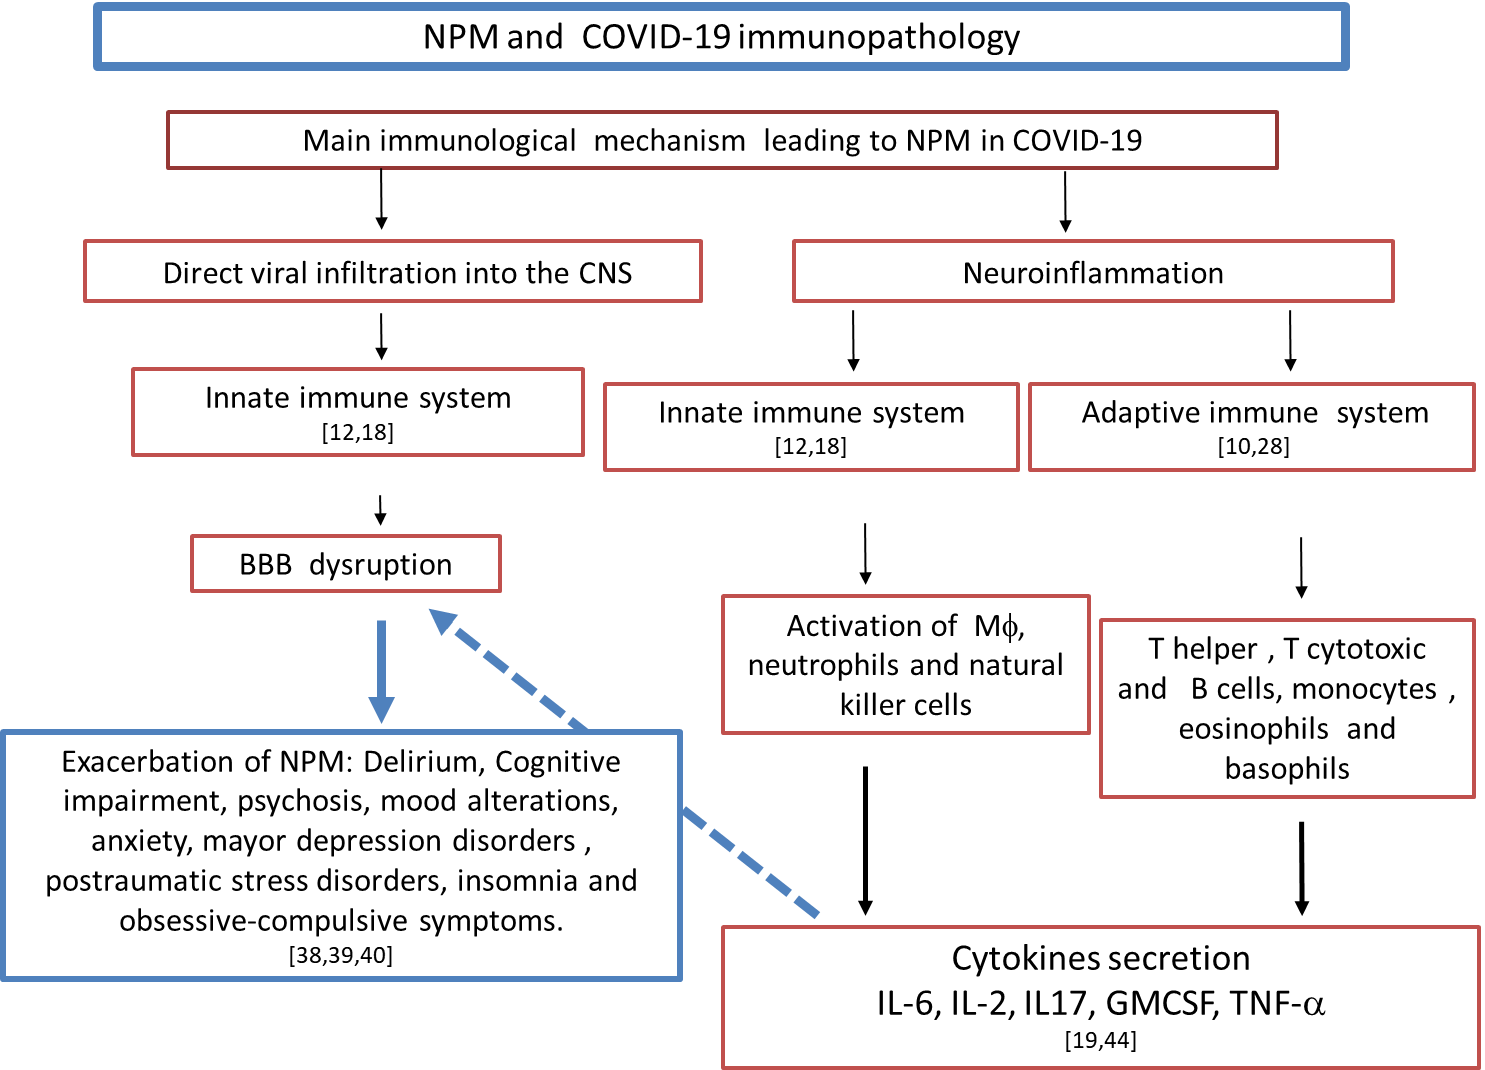 NPM and COVID-19 immunopathology
Main immunological mechanism leading to NPM in COVID-19
Direct viral infiltration into the CNS
Neuroinflammation
Innate immune system
[12,18]
Innate immune system
[12,18]
Adaptive immune system
[10,28]
BBB dysruption
Activation of Mϕ,
neutrophils and natural
killer cells
T helper , T cytotoxic
and B cells, monocytes ,
eosinophils and
basophils
Exacerbation of NPM: Delirium, Cognitive
impairment, psychosis, mood alterations,
anxiety, mayor depression disorders ,
postraumatic stress disorders, insomnia and
obsessive-compulsive symptoms.
[38,39,40]
Cytokines secretion
IL-6, IL-2, IL17, GMCSF, TNF-α
[19,44]